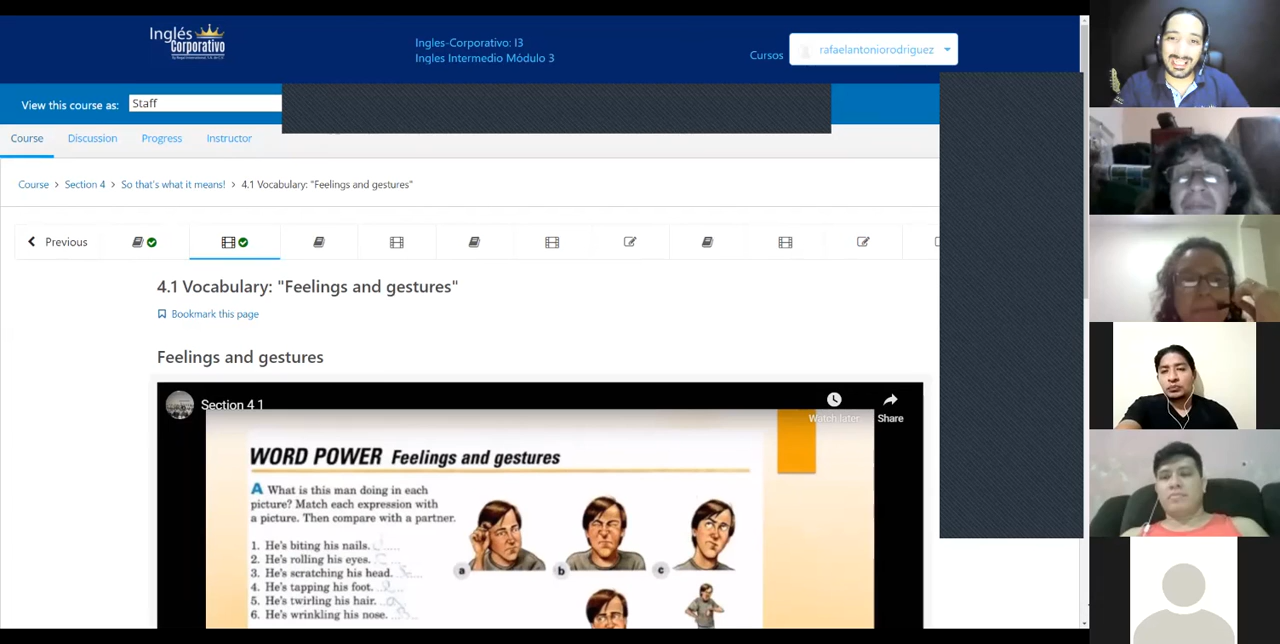 Inglés
Corporativo
Ingles-Corporativo: I3
Ingles Intermedio Módulo 3
Cursos
rafaelantoniorodriguez
View this course as:
Staff
Course
Discussion
Progress
Instructor
Course > Section 4 > So that's what it means! > 4.1 Vocabulary: "Feelings and gestures"
Previous
4.1 Vocabulary: "Feelings and gestures"
Bookmark this page
Feelings and gestures
Section 4 1
Watch later
Share
WORD POWER Feelings and gestures
A What is this man doing in each
picture? Match each expression with
a picture. Then compare with a partner.
1. He's biting his nails.
2. He's rolling his eyes.
3. He's scratching his head.
4. He's tapping his foot.
5. He's twirling his hair.
6. He's wrinkling his nose.
a
b
c